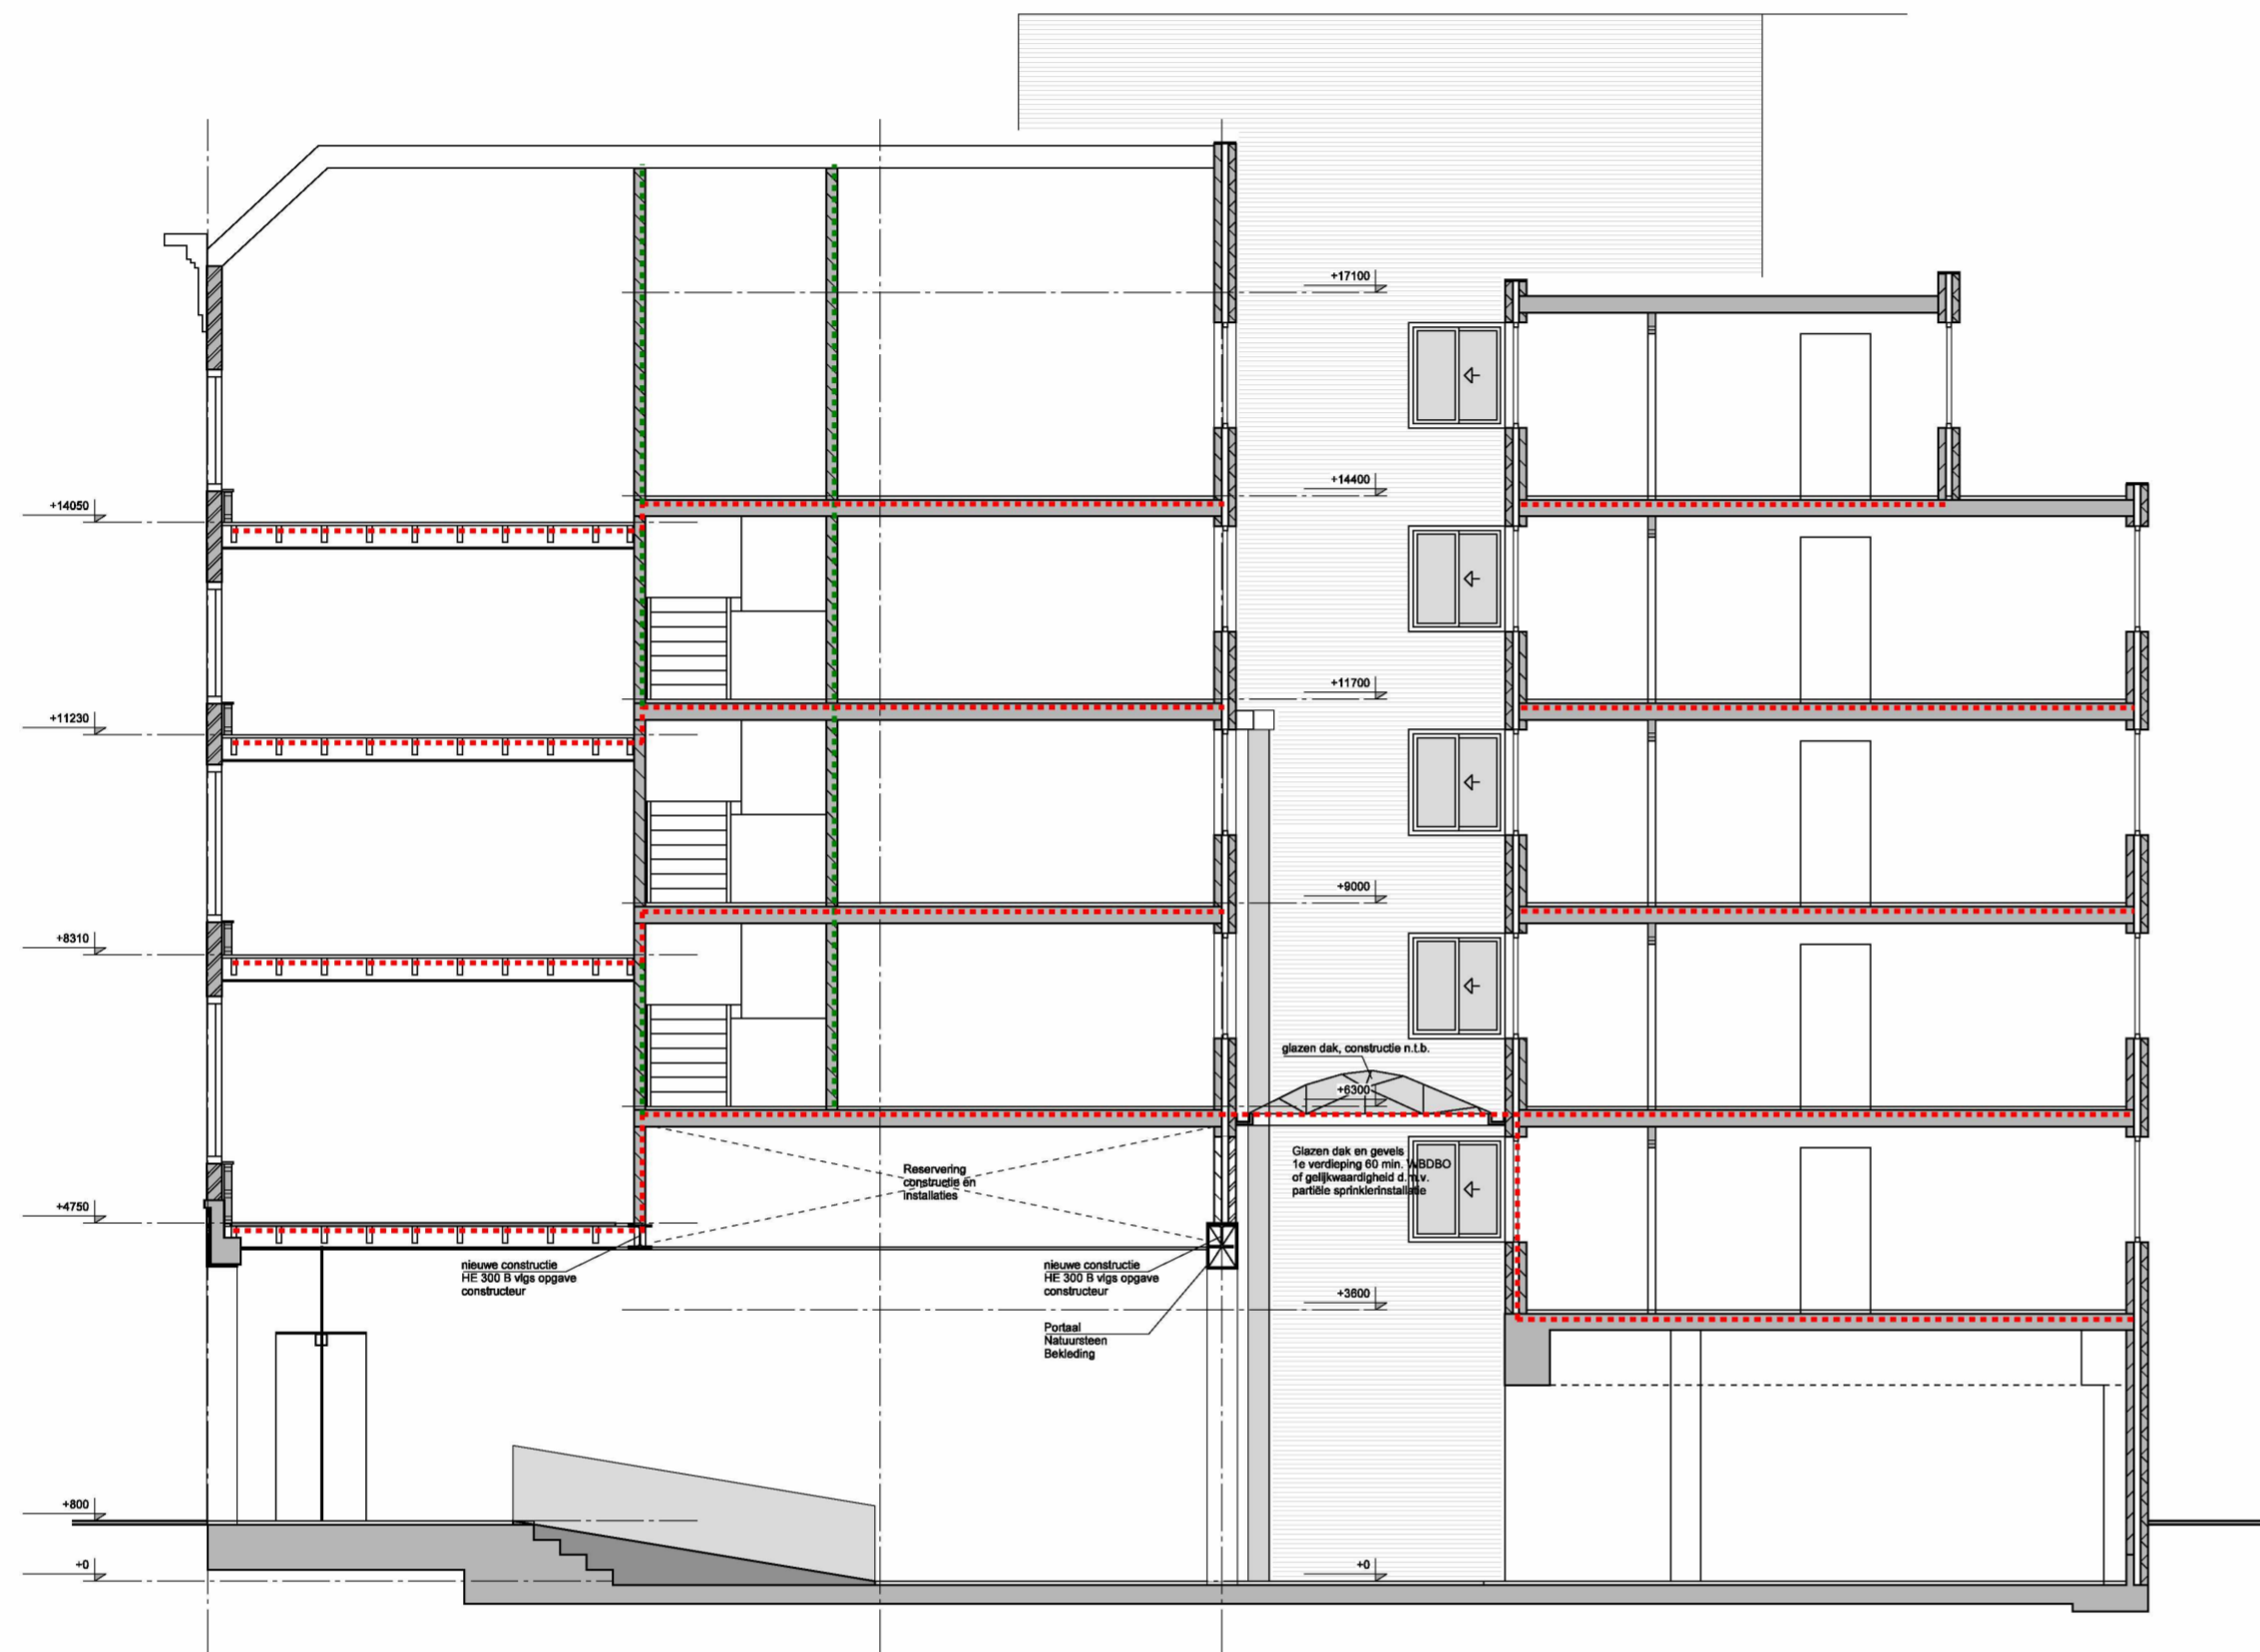 +17100
+14050
+14400
+11230
+11700
+8310
+9000
glazen dak, constructie n.t.b.
+6300
Glazen dak en gevels
1e verdieping 60 min. WBDBO
of gelijkwaardigheid d.m.v.
partiële sprinklerinstallatie
Reservering
constructie en
installaties
+4750
nieuwe constructie
HE 300 B vlgs opgave
constructeur
nieuwe constructie
HE 300 B vlgs opgave
constructeur
+3600
Portaal
Natuursteen
Bekleding
+800
+0
+0